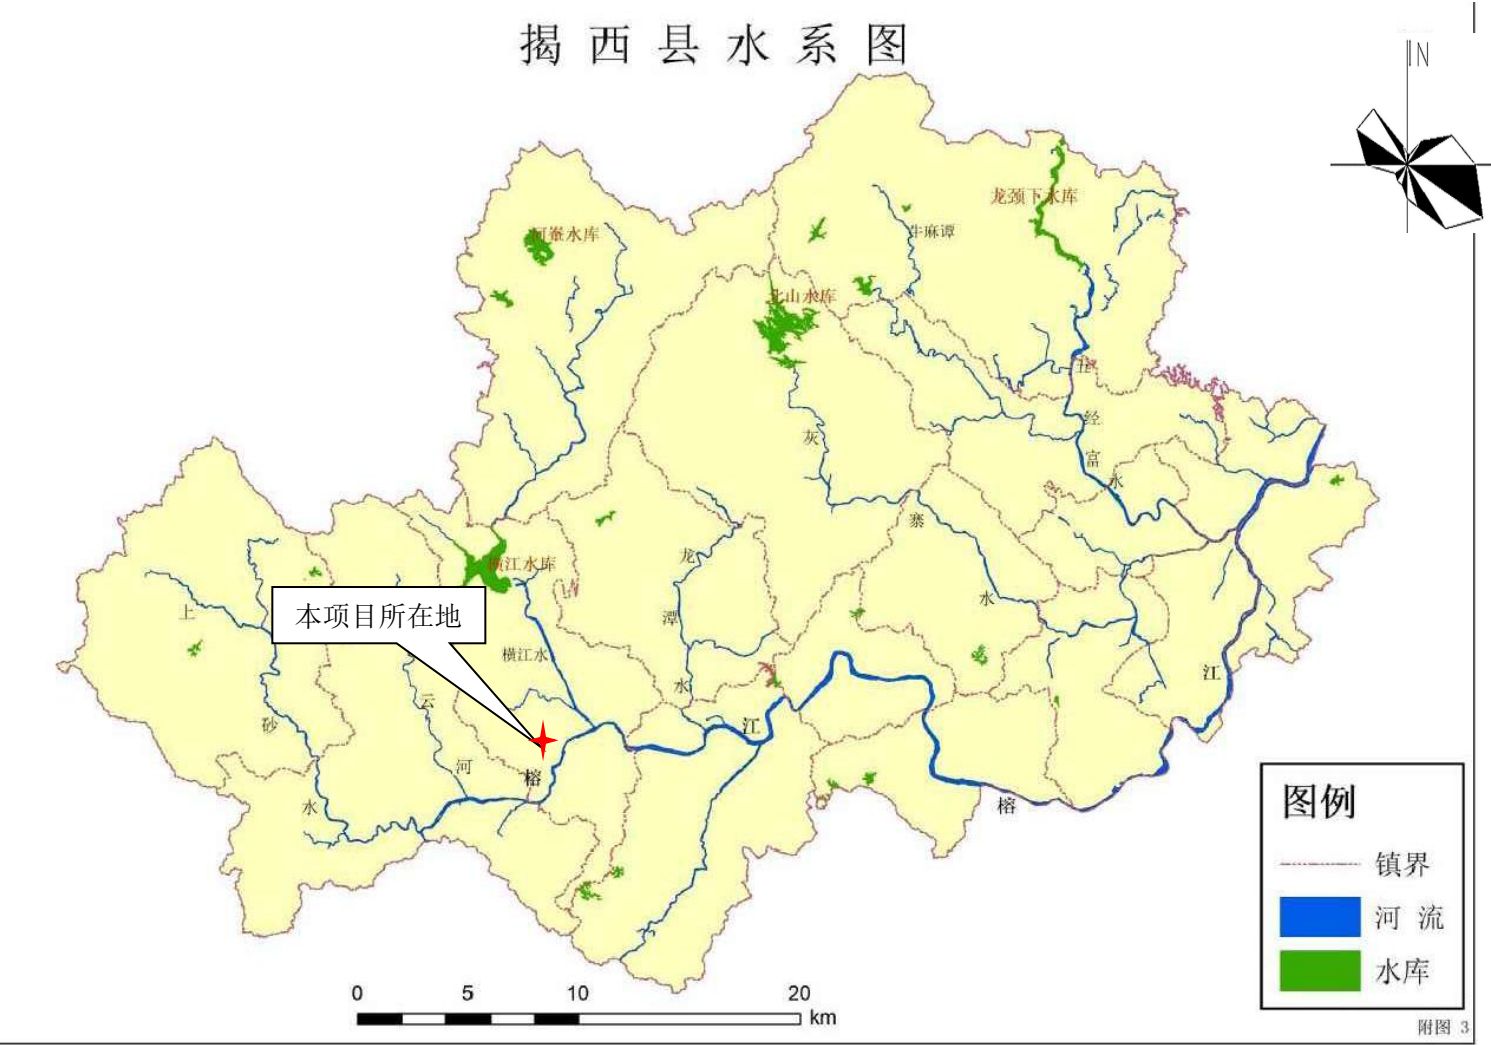 揭西县水系图
N
龙颈下水库
牛麻谭
河輋水库
北山水库
五
经
富
水
灰
寨
水
横江水库
龙
潭
水
上
砂
水
本项目所在地
横江水
云
河
榕
江
榕
江
图例
镇界
河流
水库
0 5 10 20
km
附图 3